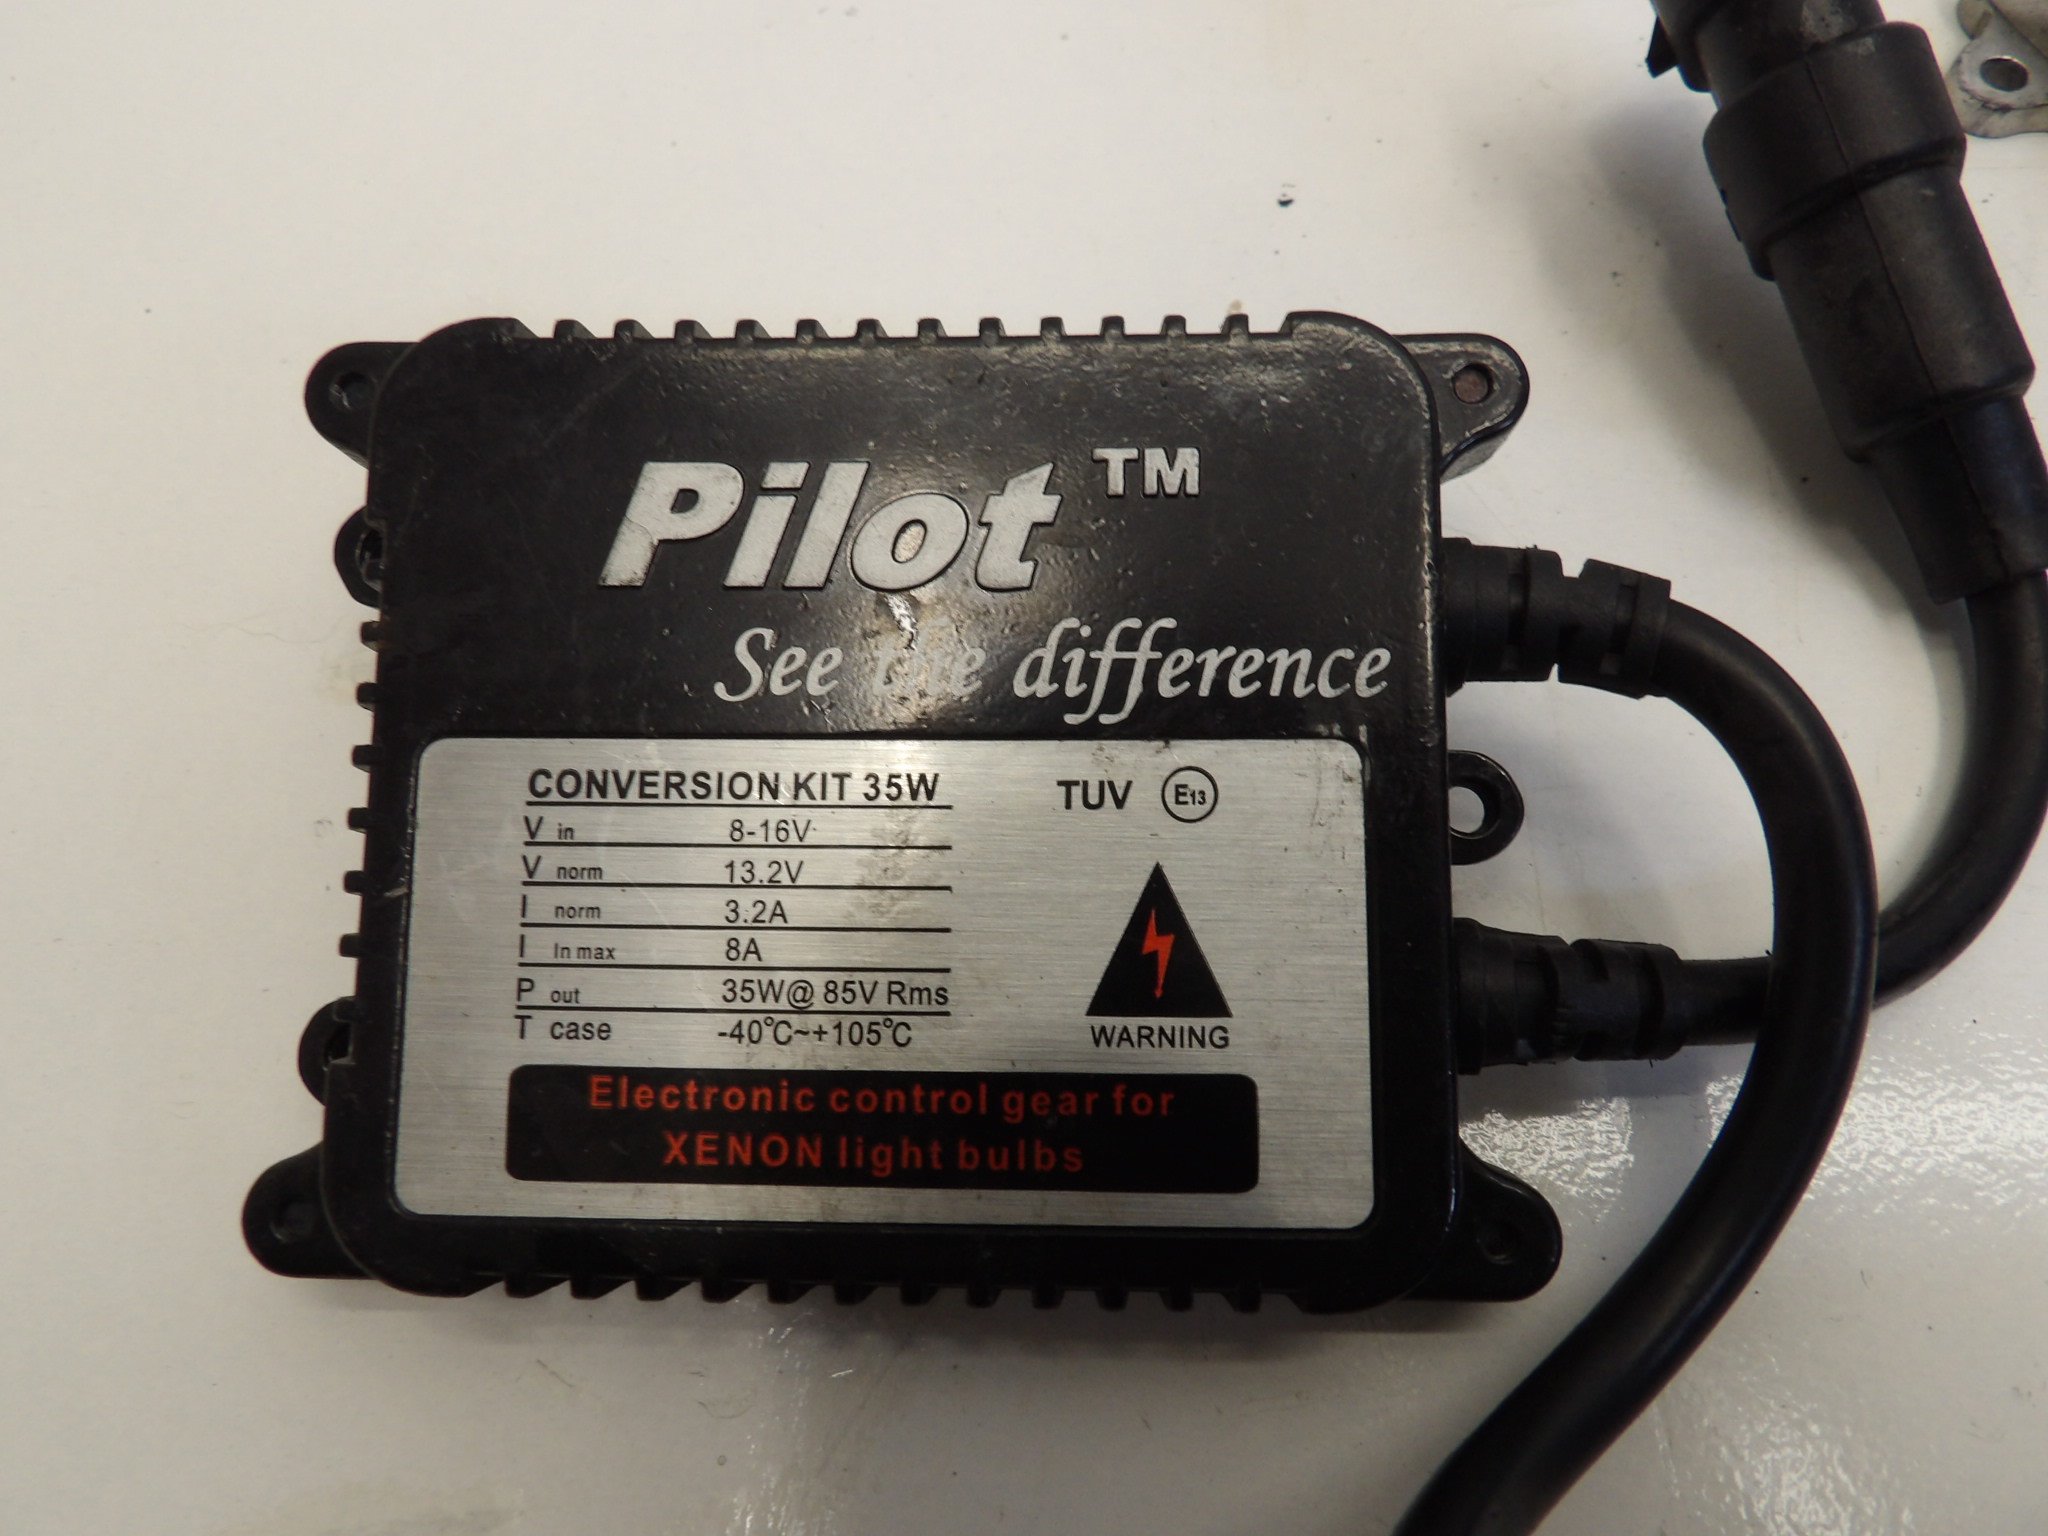 Pilot ™
See the difference
CONVERSION KIT 35W TUV E13
V in 8-16V
V norm 13.2V
I norm 3.2A
I In max 8A
P out 35W@ 85V Rms
T case -40℃~+105℃
WARNING
Electronic control gear for
XENON light bulbs